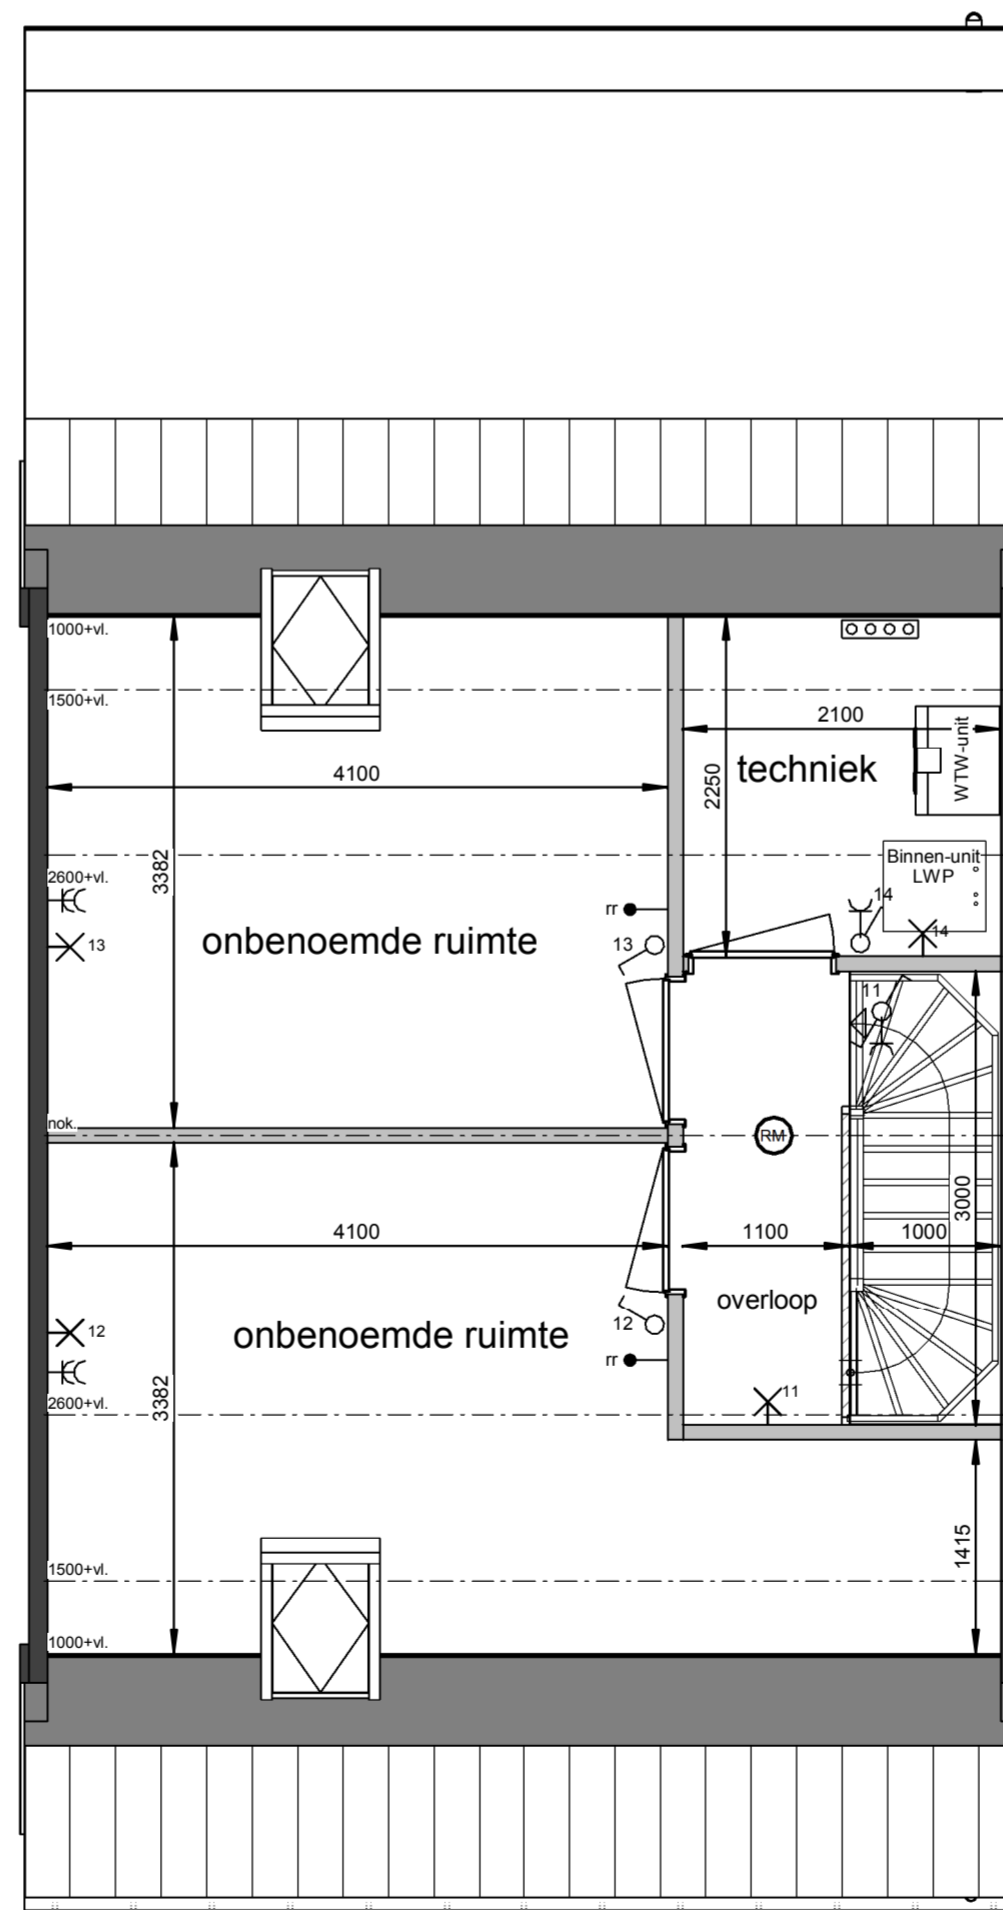 1000+vl.
1500+vl.
2100
WTW-unit
4100
2250
techniek
3382
Binnen-unit
LWP
2600+vl.
14
rr
13
onbenoemde ruimte
13
14
11
nok.
RM
3000
4100
1100
1000
overloop
12
onbenoemde ruimte
12
rr
3382
2600+vl.
11
1415
1500+vl.
1000+vl.